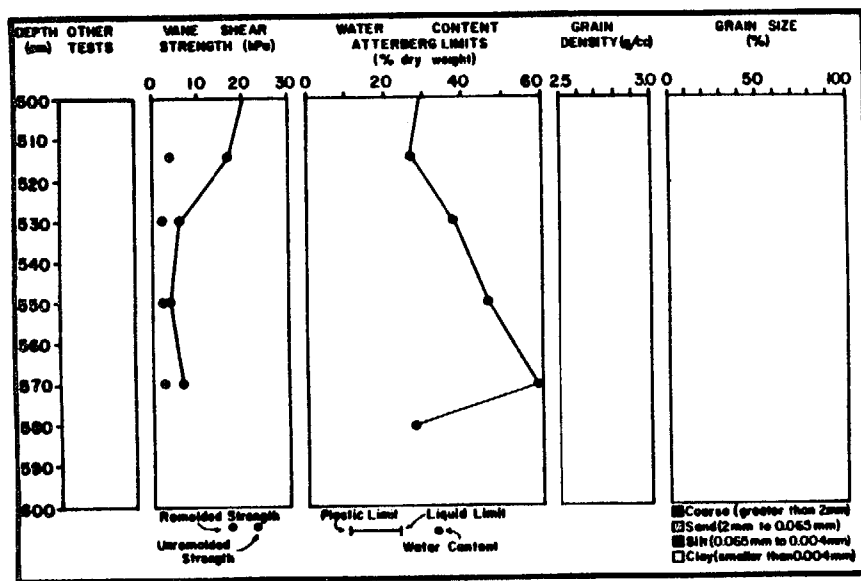 DEPTH OTHER VANE SHEAR WATER CONTENT GRAIN GRAIN SIZE
(cm) TESTS STRENGTH (kPa) ATTERBERG LIMITS DENSITY (g/cc) (%)
(% dry weight)
0 10 20 30 0 20 40 60 2.5 3.0 0 50 100
500
510
520
530
540
550
560
570
580
590
600
Remolded Strength
Unremolded
Strength
Plastic Limit
Liquid Limit
Water Content
Coarse (greater than 2mm)
Sand (2mm to 0.065mm)
Silt (0.065mm to 0.004mm)
Clay (smaller than 0.004mm)